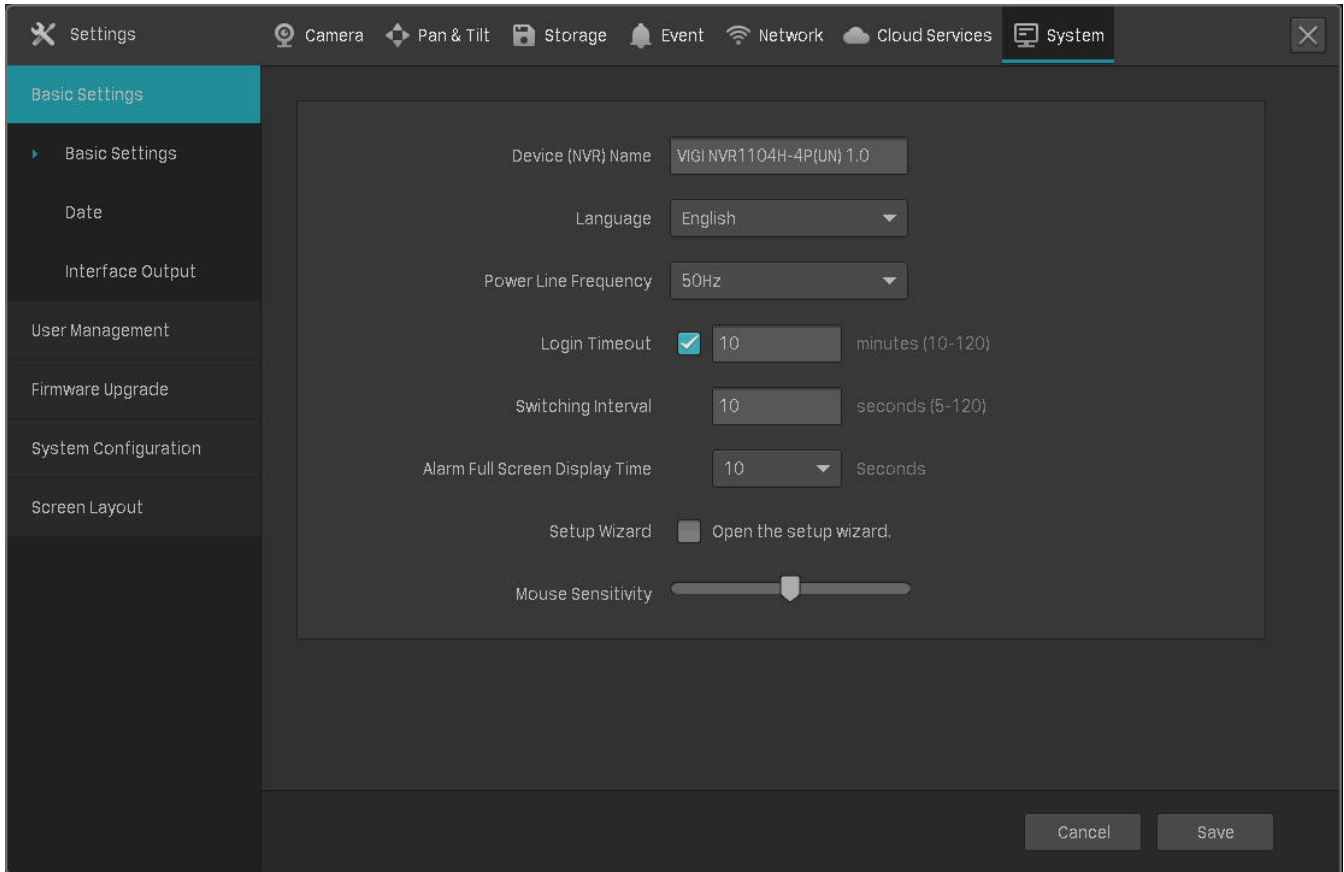 Settings
Camera
Pan & Tilt
Storage
Event
Network
Cloud Services
System
Basic Settings
Basic Settings
Date
Interface Output
User Management
Firmware Upgrade
System Configuration
Screen Layout
Device (NVR) Name VIGI NVR1104H-4P(UN) 1.0
Language English
Power Line Frequency 50Hz
Login Timeout 10 minutes (10-120)
Switching Interval 10 seconds (5-120)
Alarm Full Screen Display Time 10 Seconds
Setup Wizard Open the setup wizard.
Mouse Sensitivity
Cancel
Save